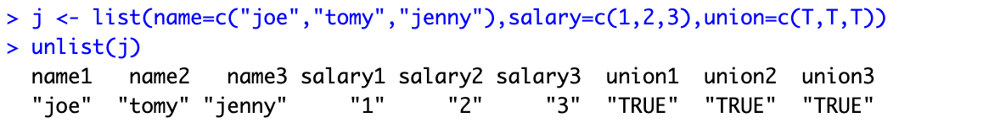 > j <- list(name=c("joe","tomy","jenny"),salary=c(1,2,3),union=c(T,T,T))
> unlist(j)
name1 name2 name3 salary1 salary2 salary3 union1 union2 union3
"joe" "tomy" "jenny" "1" "2" "3" "TRUE" "TRUE" "TRUE"